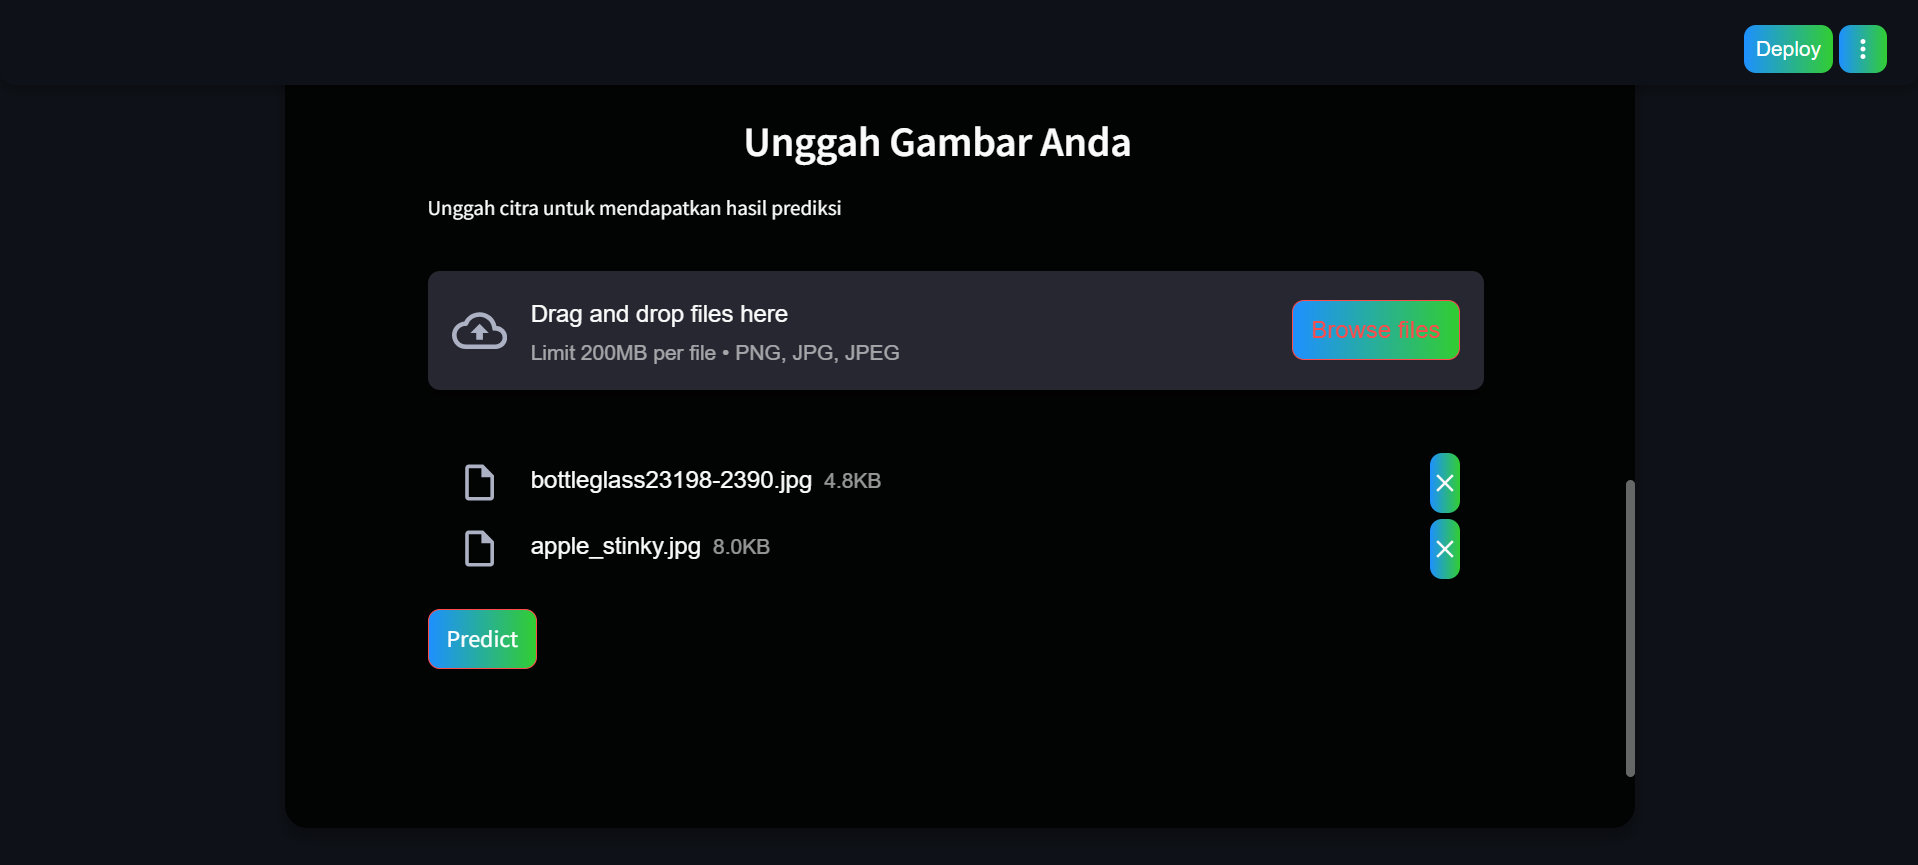 Deploy
Unggah Gambar Anda
Unggah citra untuk mendapatkan hasil prediksi
Drag and drop files here
Limit 200MB per file • PNG, JPG, JPEG
Browse files
bottleglass23198-2390.jpg 4.8KB
apple_stinky.jpg 8.0KB
Predict